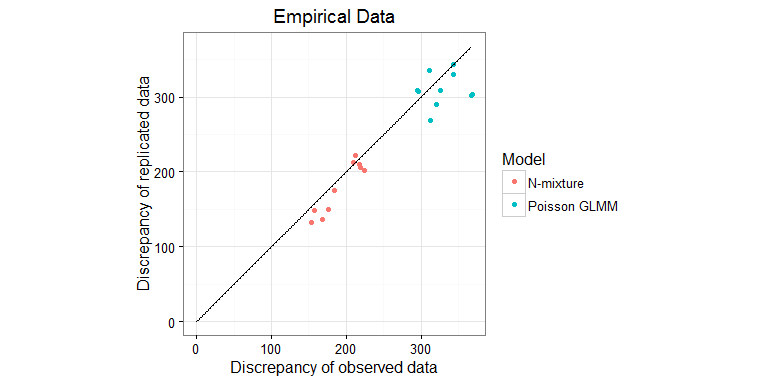 Empirical Data
Discrepancy of replicated data
300
200
100
0
0 100 200 300
Discrepancy of observed data
Model
N-mixture
Poisson GLMM